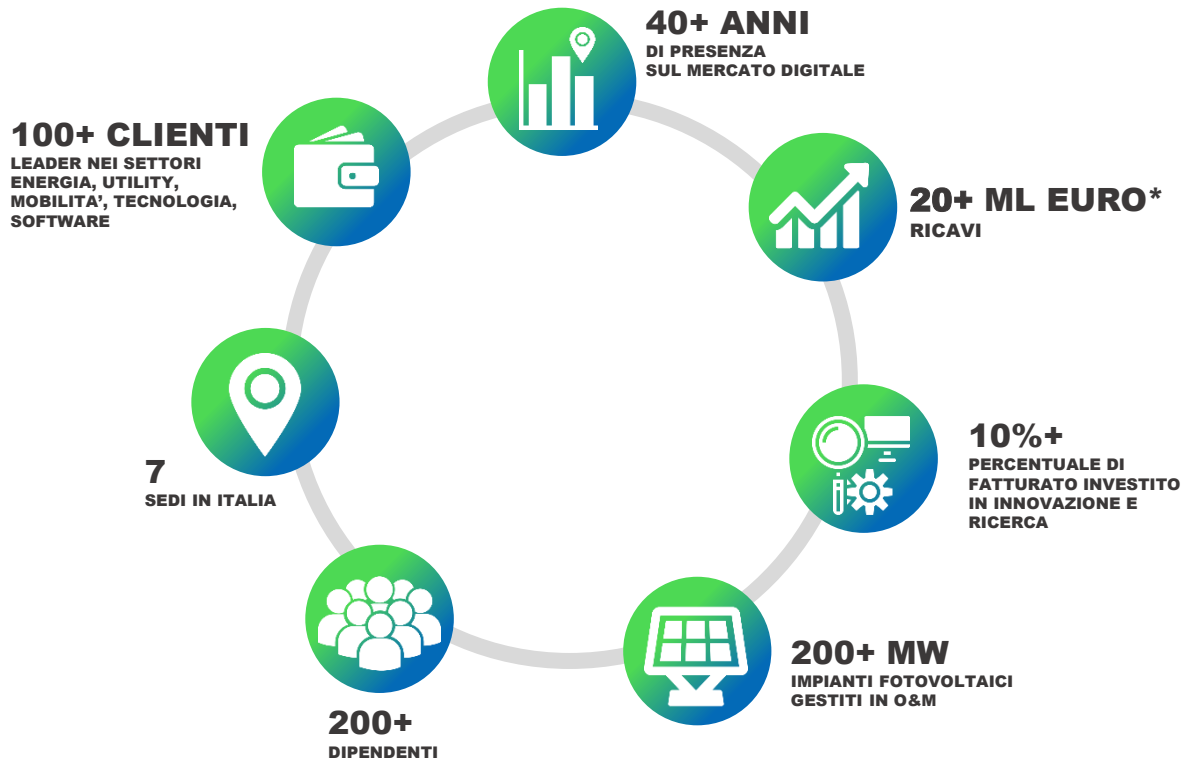 40+ ANNI
DI PRESENZA
SUL MERCATO DIGITALE
20+ ML EURO*
RICAVI
10%+
PERCENTUALE DI
FATTURATO INVESTITO
IN INNOVAZIONE E
RICERCA
200+ MW
IMPIANTI FOTOVOLTAICI
GESTITI IN O&M
200+
DIPENDENTI
7
SEDI IN ITALIA
100+ CLIENTI
LEADER NEI SETTORI
ENERGIA, UTILITY,
MOBILITA’, TECNOLOGIA,
SOFTWARE